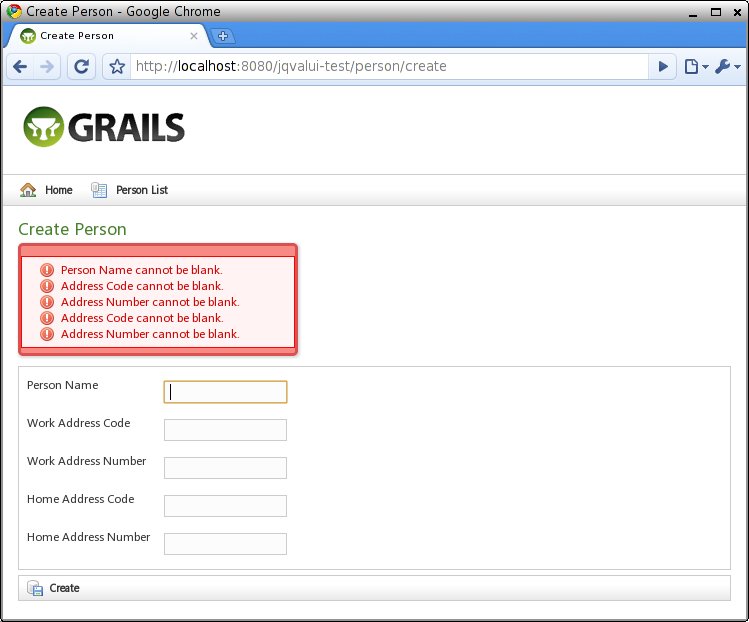 Create Person - Google Chrome
Create Person
http://localhost:8080/jqvalui-test/person/create
GRAILS
Home Person List
Create Person
Person Name cannot be blank.
Address Code cannot be blank.
Address Number cannot be blank.
Address Code cannot be blank.
Address Number cannot be blank.
Person Name
Work Address Code
Work Address Number
Home Address Code
Home Address Number
Create